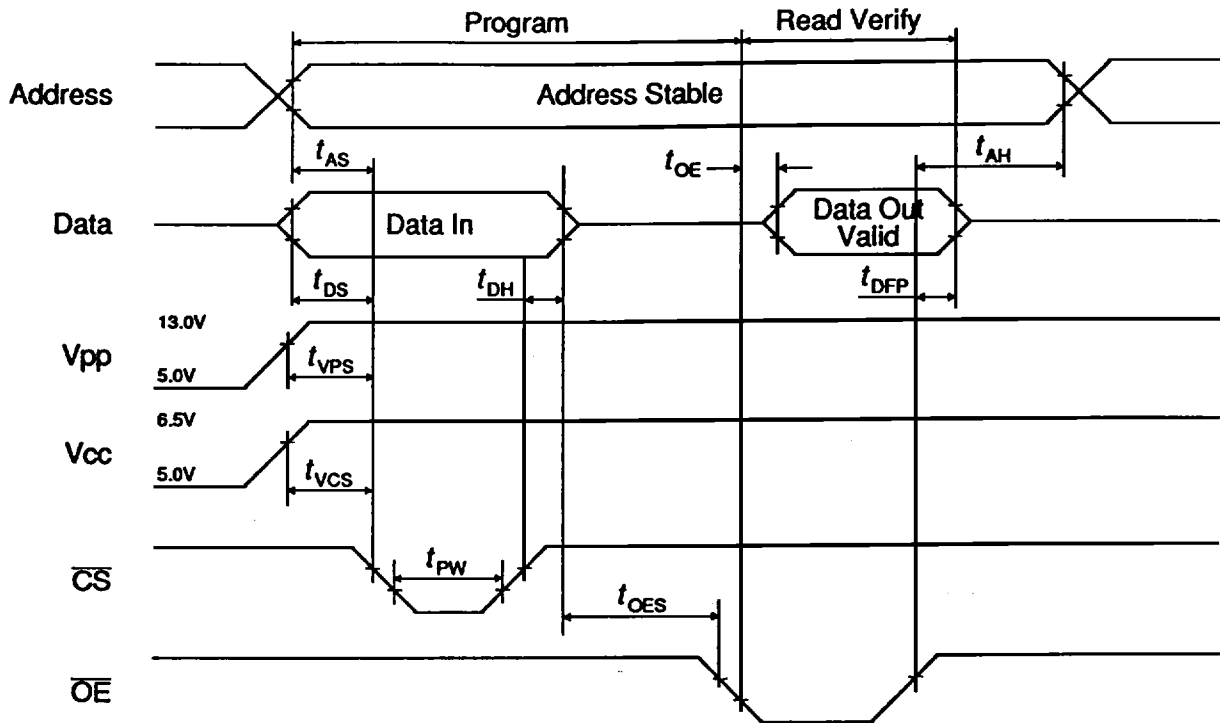 Program
Read Verify
Address
Address Stable
tAS
tOE
tAH
Data
Data In
Data Out
Valid
tDS
tDH
tDFP
13.0V
Vpp
tVPS
5.0V
6.5V
Vcc
5.0V
tVCS
CS
tPW
tOES
OE